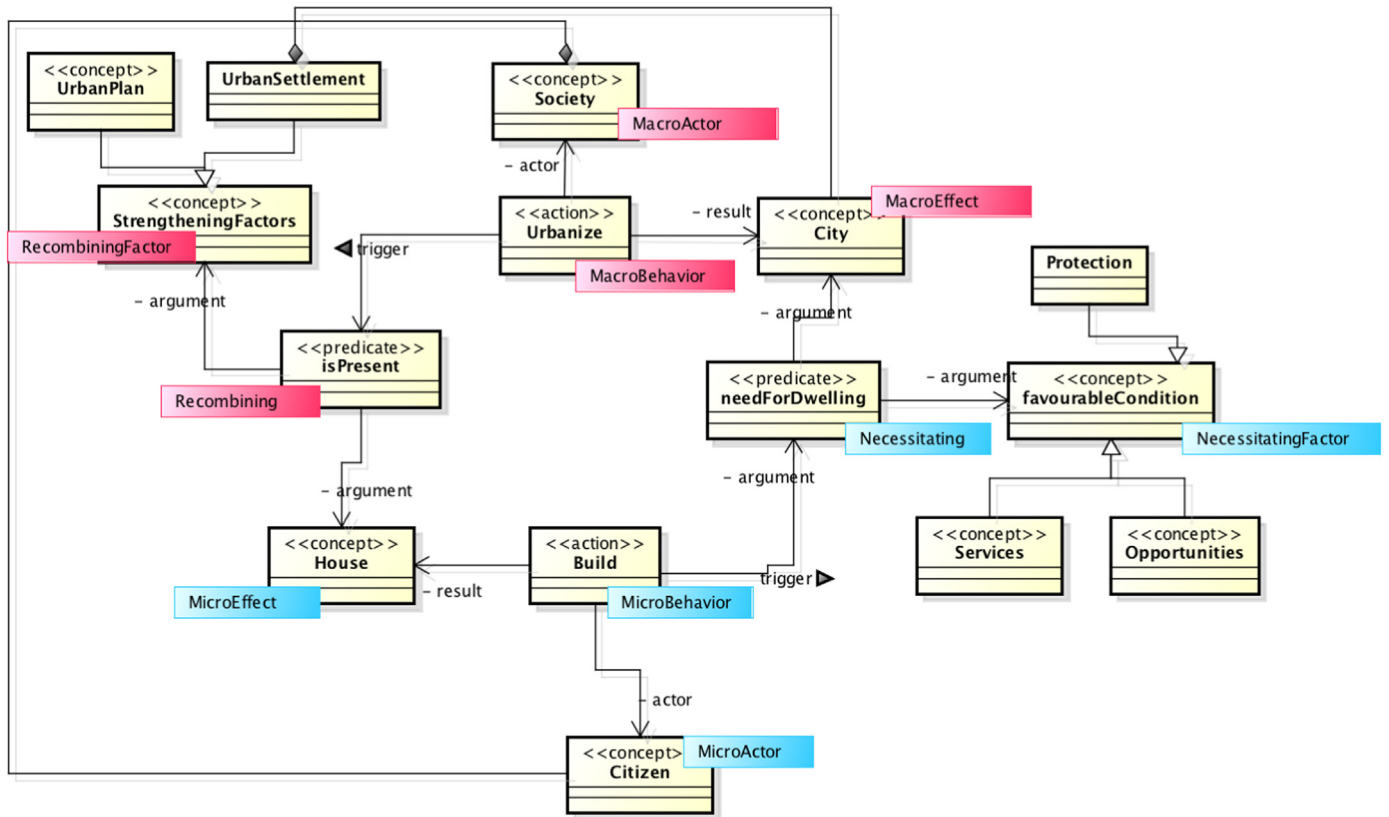 <<concept>>
UrbanPlan
UrbanSettlement
<<concept>>
Society
MacroActor
- actor
<<concept>>
StrengtheningFactors
RecombiningFactor
<<action>>
Urbanize
MacroBehavior
- result
<<concept>>
City
MacroEffect
trigger
- argument
Protection
- argument
<<predicate>>
isPresent
Recombining
<<predicate>>
needForDwelling
Necessitating
- argument
<<concept>>
favourableCondition
NecessitatingFactor
- argument
- argument
<<concept>>
House
MicroEffect
- result
<<action>>
Build
MicroBehavior
trigger
<<concept>>
Services
<<concept>>
Opportunities
- actor
<<concept>
Citizen
MicroActor